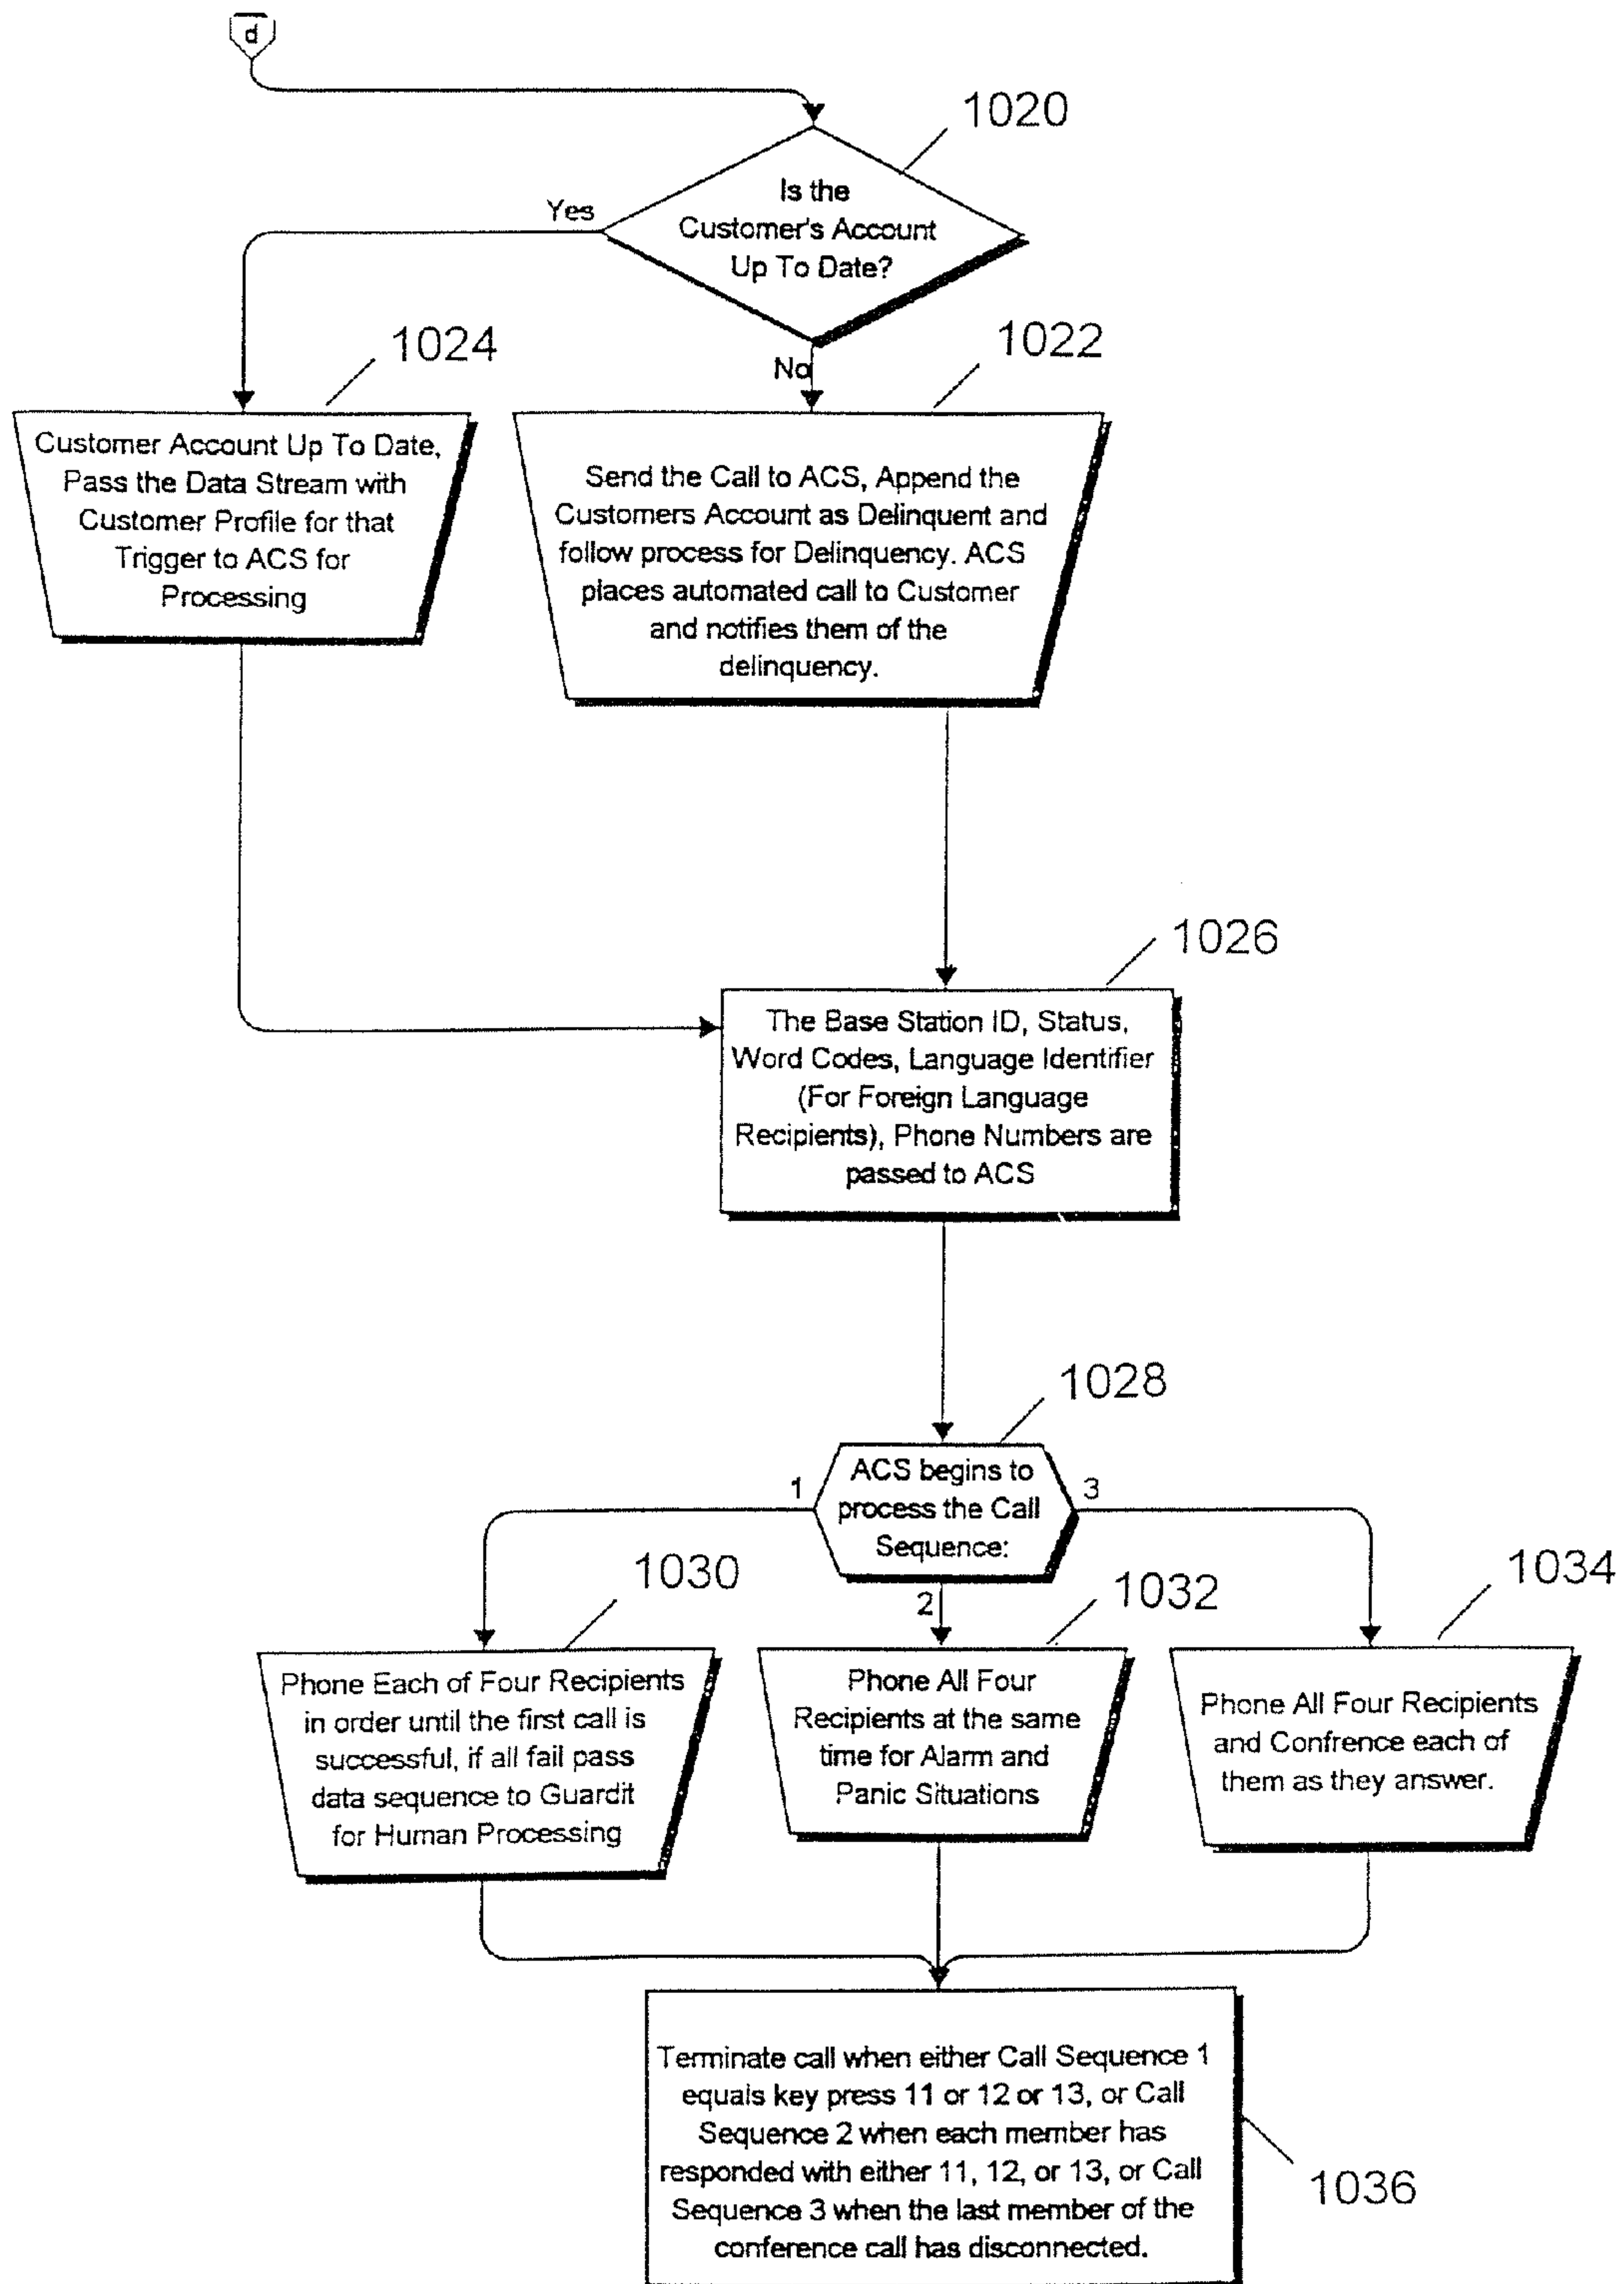 d
1020
Is the
Customer's Account
Up To Date?
Yes
No
1024
1022
Customer Account Up To Date,
Pass the Data Stream with
Customer Profile for that
Trigger to ACS for
Processing
Send the Call to ACS, Append the
Customers Account as Delinquent and
follow process for Delinquency. ACS
places automated call to Customer
and notifies them of the
delinquency.
1026
The Base Station ID, Status,
Word Codes, Language Identifier
(For Foreign Language
Recipients), Phone Numbers are
passed to ACS
1028
ACS begins to
process the Call
Sequence:
1
2
3
1030
1032
1034
Phone Each of Four Recipients
in order until the first call is
successful, if all fail pass
data sequence to Guardit
for Human Processing
Phone All Four
Recipients at the same
time for Alarm and
Panic Situations
Phone All Four Recipients
and Confrence each of
them as they answer.
Terminate call when either Call Sequence 1
equals key press 11 or 12 or 13, or Call
Sequence 2 when each member has
responded with either 11, 12, or 13, or Call
Sequence 3 when the last member of the
conference call has disconnected.
1036